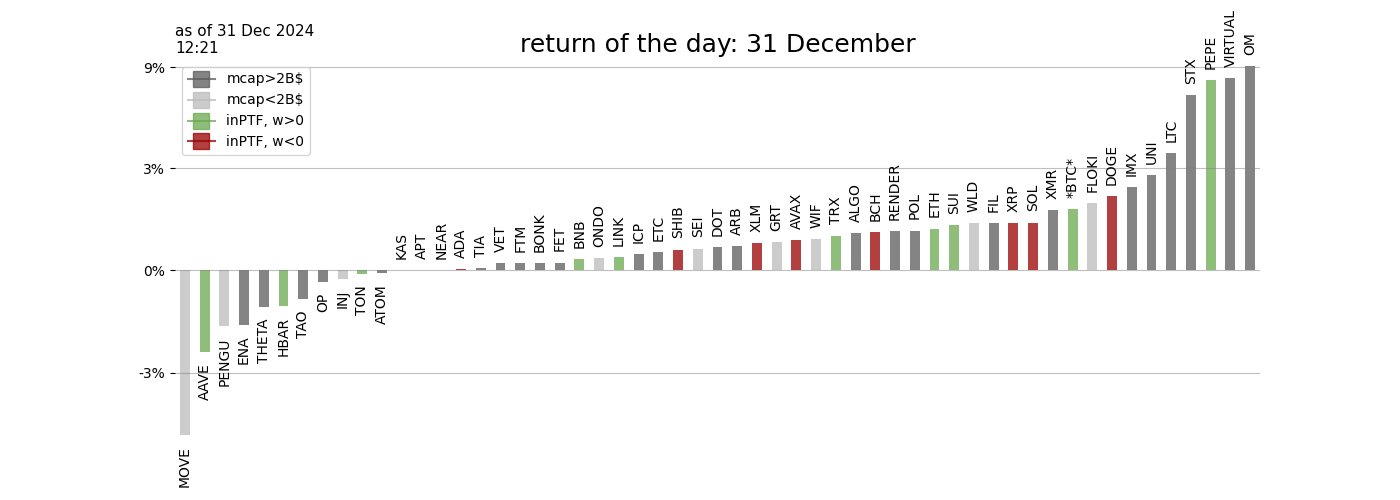 as of 31 Dec 2024
12:21
return of the day: 31 December
9%
3%
0%
-3%
mcap>2B$
mcap<2B$
inPTF, w>0
inPTF, w<0
MOVE
AAVE
PENGU
ENA
THETA
HBAR
TAO
OP
INJ
TON
ATOM
KAS
APT
NEAR
ADA
TIA
VET
FTM
BONK
FET
BNB
ONDO
LINK
ICP
ETC
SHIB
SEI
DOT
ARB
XLM
GRT
AVAX
WIF
TRX
ALGO
BCH
RENDER
POL
ETH
SUI
WLD
FIL
XRP
SOL
XMR
*BTC*
FLOKI
DOGE
IMX
UNI
LTC
STX
PEPE
VIRTUAL
OM